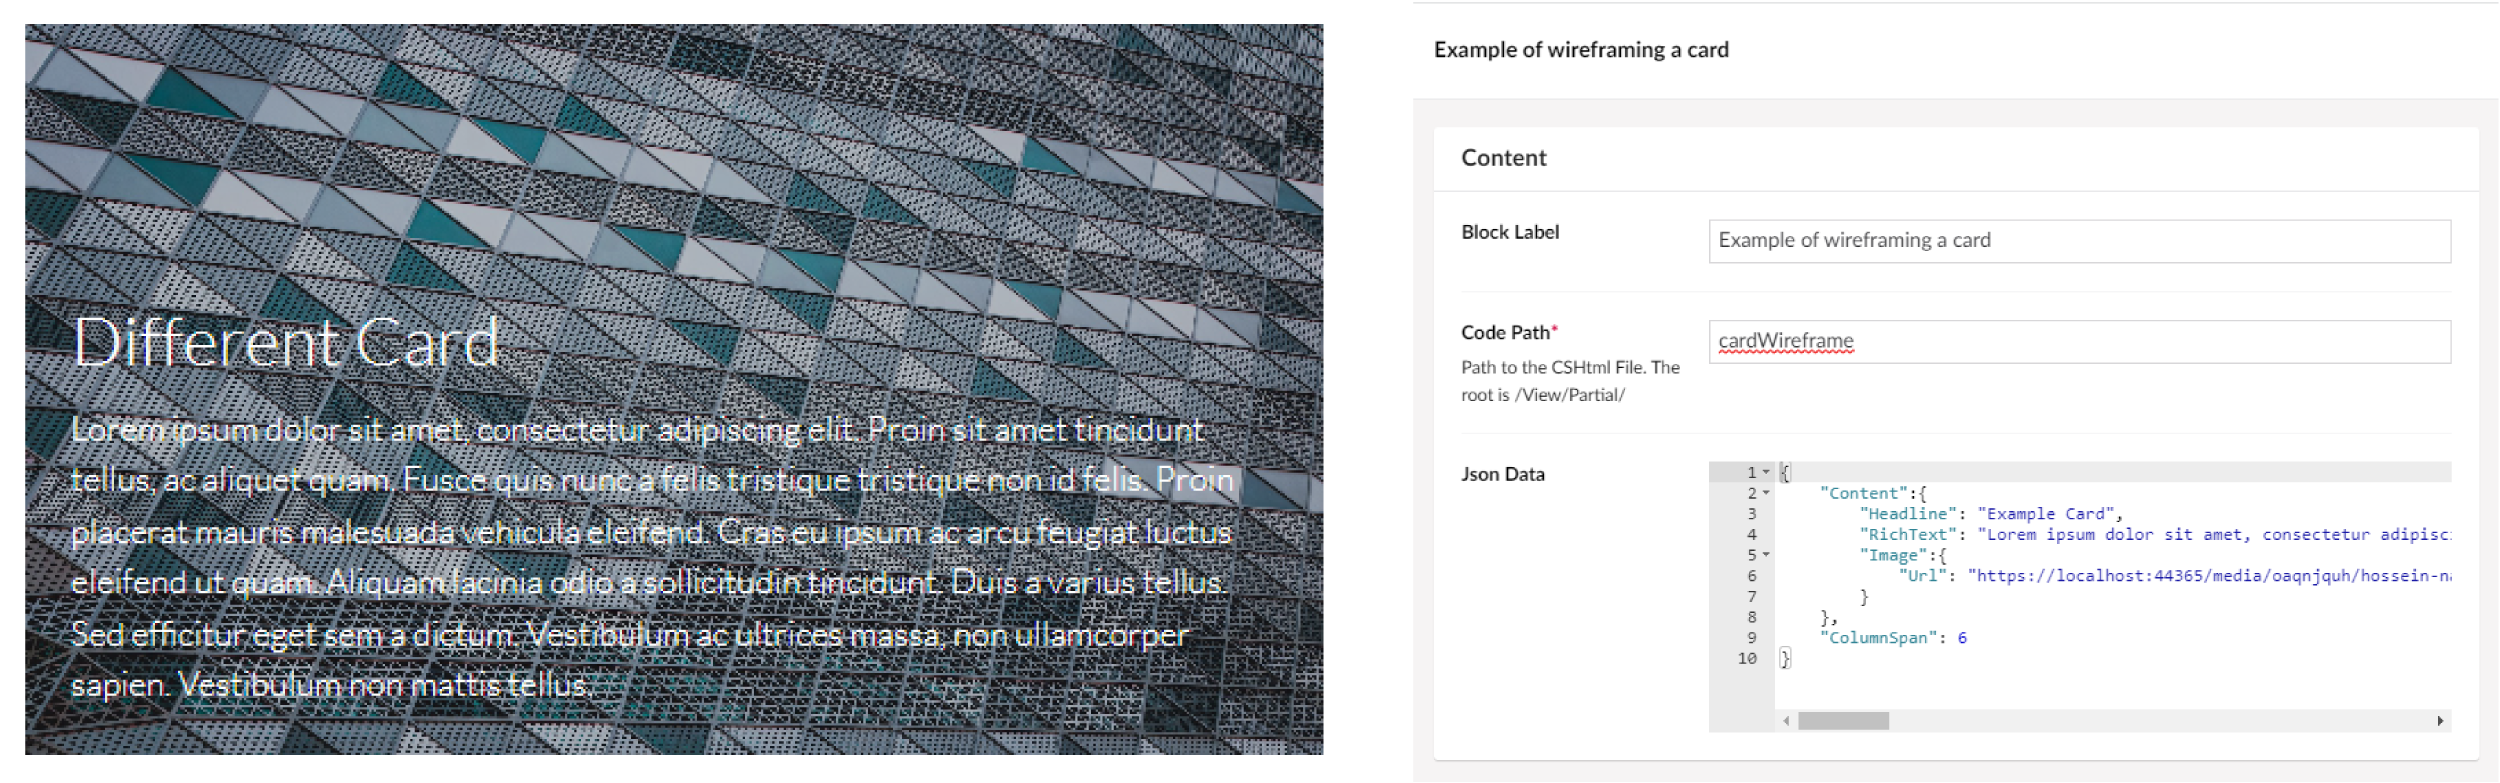 Different Card
Lorem ipsum dolor sit amet, consectetur adipiscing elit. Proin sit amet tincidunt
tellus, ac aliquet quam. Fusce quis nunc a felis tristique tristique non id felis. Proin
placerat mauris malesuada vehicula eleifend. Cras eu ipsum ac arcu feugiat luctus
eleifend ut quam. Aliquam lacinia odio a sollicitudin tincidunt. Duis a varius tellus.
Sed efficitur eget sem a dictum. Vestibulum ac ultrices massa, non ullamcorper
sapien. Vestibulum non mattis tellus.
Example of wireframing a card
Content
Block Label
Example of wireframing a card
Code Path*
cardWireframe
Path to the CSHtml File. The
root is /View/Partial/
Json Data
1 {
2 "Content":{
3 "Headline": "Example Card",
4 "RichText": "Lorem ipsum dolor sit amet, consectetur adipisc
5 "Image":{
6 "Url": "https://localhost:44365/media/oaqnjquh/hossein-na
7 }
8 },
9 "ColumnSpan": 6
10 }